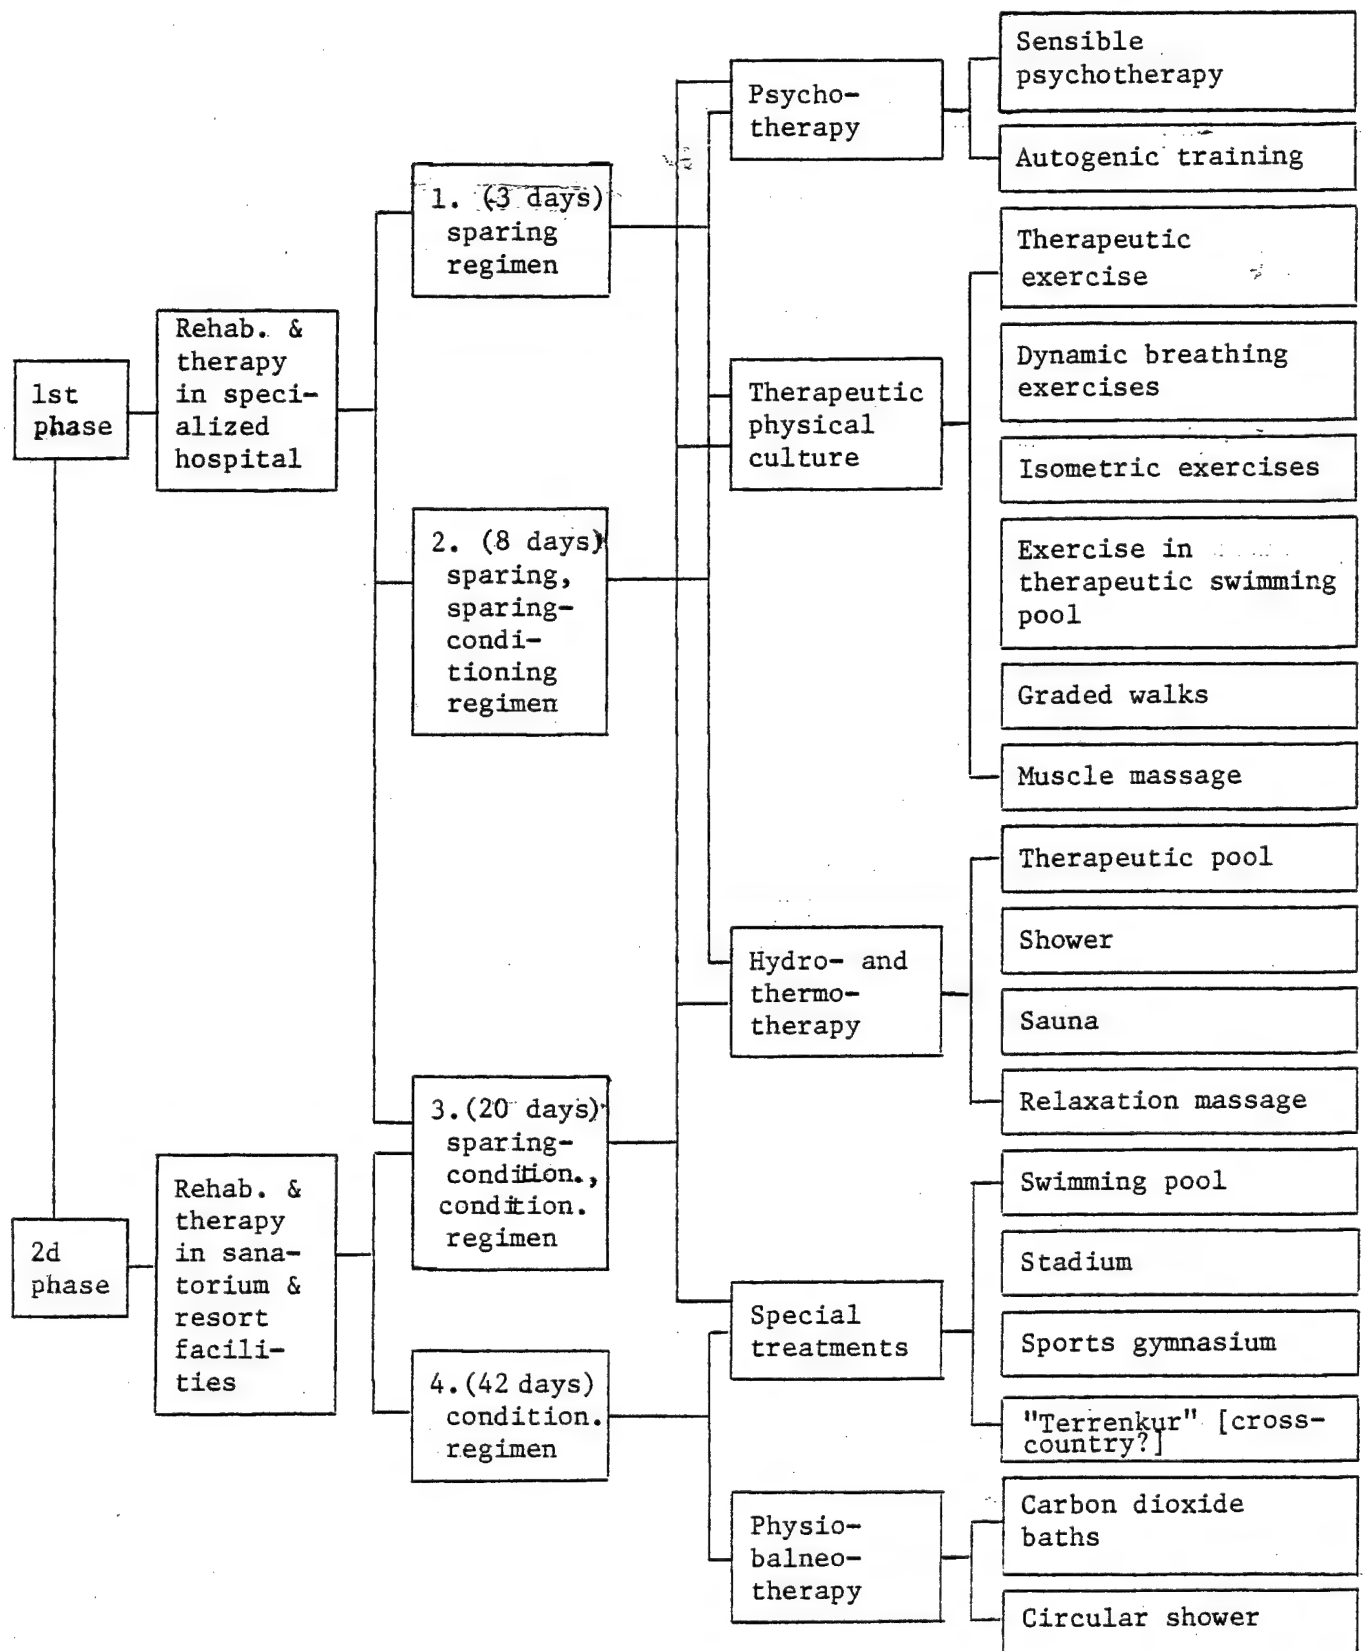 1st
phase
Rehab. &
therapy
in speci-
alized
hospital
2d
phase
Rehab. &
therapy
in sana-
torium &
resort
facili-
ties
1. (3 days)
sparing
regimen
2. (8 days)
sparing,
sparing-
condi-
tioning
regimen
3.(20 days)
sparing-
condition.,
condition.
regimen
4.(42 days)
condition.
regimen
Psycho-
therapy
Therapeutic
physical
culture
Hydro- and
thermo-
therapy
Special
treatments
Physio-
balneo-
therapy
Sensible
psychotherapy
Autogenic training
Therapeutic
exercise
Dynamic breathing
exercises
Isometric exercises
Exercise in
therapeutic swimming
pool
Graded walks
Muscle massage
Therapeutic pool
Shower
Sauna
Relaxation massage
Swimming pool
Stadium
Sports gymnasium
"Terrenkur" [cross-
country?]
Carbon dioxide
baths
Circular shower